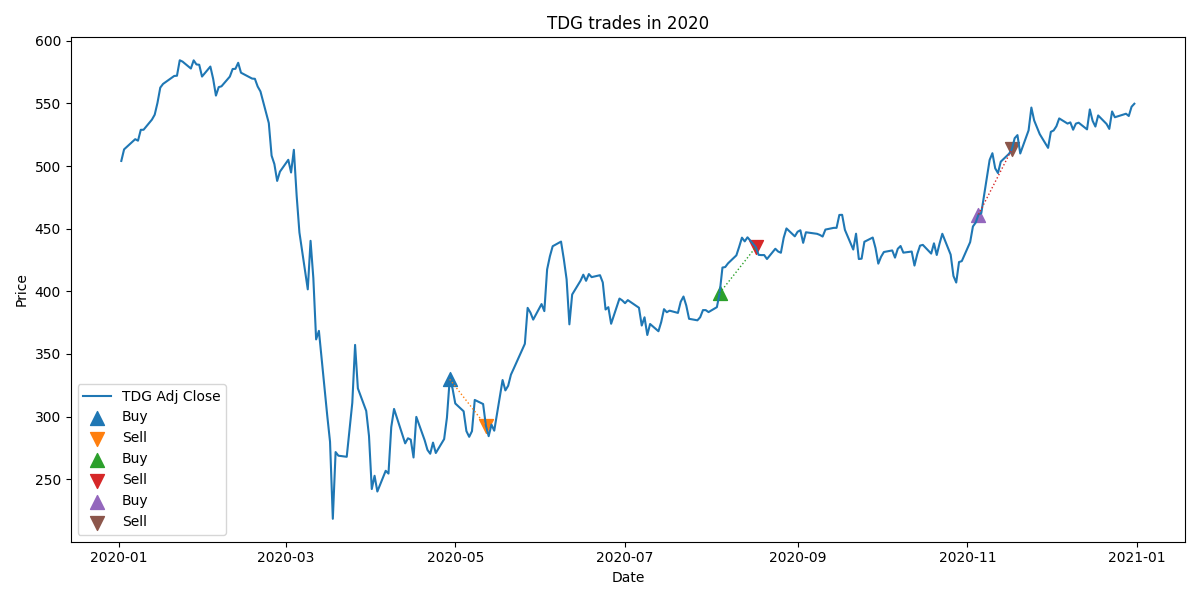 TDG trades in 2020
600
550
500
450
400
350
300
250
Price
TDG Adj Close
Buy
Sell
Buy
Sell
Buy
Sell
2020-01
2020-03
2020-05
2020-07
2020-09
2020-11
2021-01
Date